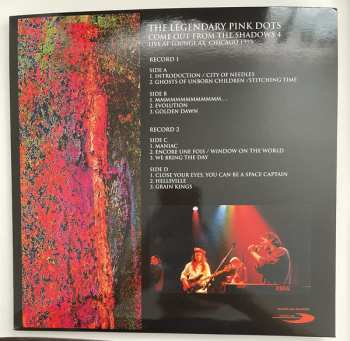 THE LEGENDARY PINK DOTS
COME OUT FROM THE SHADOWS 4
LIVE AT LOUNGE AX, CHICAGO 1995
RECORD 1
SIDE A
1. INTRODUCTION / CITY OF NEEDLES
2. GHOSTS OF UNBORN CHILDREN / STITCHING TIME
SIDE B
1. MMMMMMMMMMMM...
2. EVOLUTION
3. GOLDEN DAWN
RECORD 2
SIDE C
1. MANIAC
2. ENCORE UNE FOIS / WINDOW ON THE WORLD
3. WE BRING THE DAY
SIDE D
1. CLOSE YOUR EYES, YOU CAN BE A SPACE CAPTAIN
2. HELLSVILLE
3. GRAIN KINGS